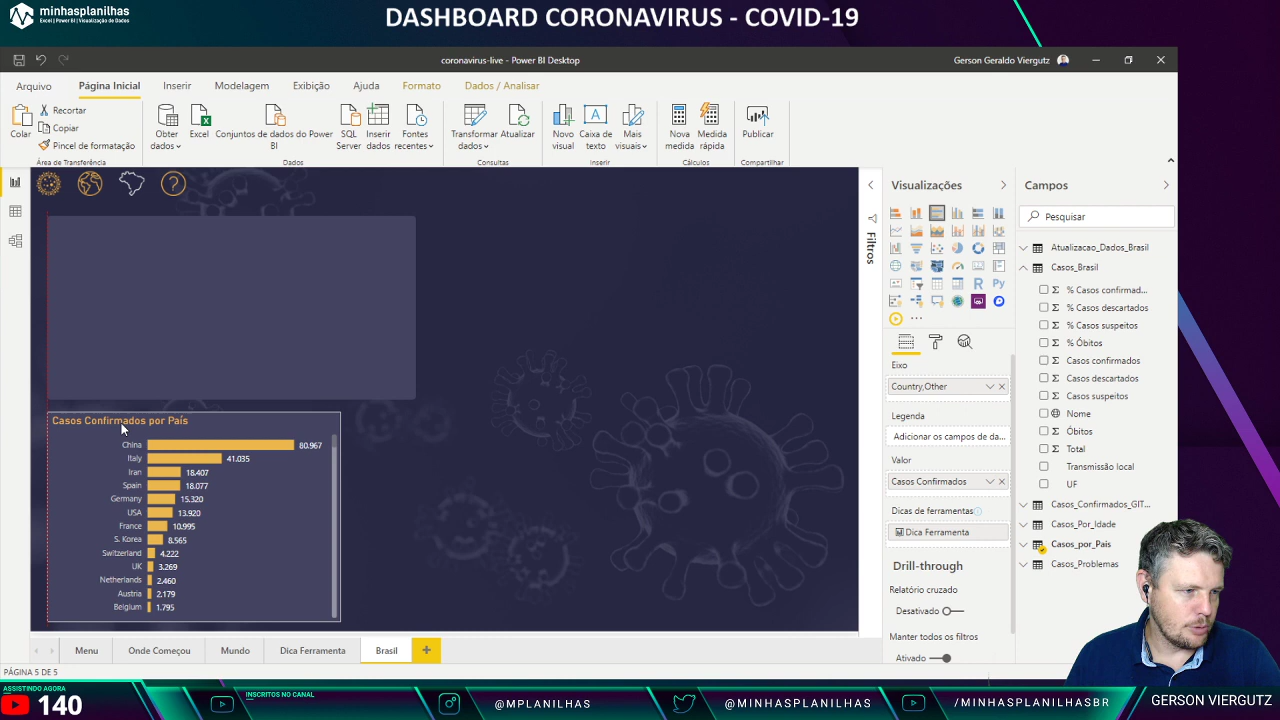 minhasplanilhas
Excel | Power BI | Visualização de Dados
DASHBOARD CORONAVIRUS - COVID-19
coronavirus-live - Power BI Desktop
Gerson Geraldo Viergutz
Arquivo
Página Inicial
Inserir
Modelagem
Exibição
Ajuda
Formato
Dados / Analisar
Colar
Recortar
Copiar
Pincel de formatação
Obter dados
Excel
Conjuntos de dados do Power BI
SQL Server
Inserir dados
Fontes recentes
Transformar dados
Atualizar
Novo visual
Caixa de texto
Mais visuais
Nova medida
Medida rápida
Publicar
Área de Transferência
Dados
Consultas
Inserir
Cálculos
Compartilhar
Casos Confirmados por País
China 80.967
Italy 41.035
Iran 18.407
Spain 18.077
Germany 15.320
USA 13.920
France 10.995
S. Korea 8.565
Switzerland 4.222
UK 3.269
Netherlands 2.460
Austria 2.179
Belgium 1.795
Filtros
Visualizações
R
Py
Eixo
Country,Other
Legenda
Adicionar os campos de da...
Valor
Casos Confirmados
Dicas de ferramentas
Dica Ferramenta
Drill-through
Relatório cruzado
Desativado
Manter todos os filtros
Ativado
Campos
Pesquisar
Atualizacao_Dados_Brasil
Casos_Brasil
% Casos confirmad...
% Casos descartados
% Casos suspeitos
% Óbitos
Casos confirmados
Casos descartados
Casos suspeitos
Nome
Óbitos
Total
Transmissão local
UF
Casos_Confirmados_GIT...
Casos_Por_Idade
Casos_por_Pais
Casos_Problemas
Menu
Onde Começou
Mundo
Dica Ferramenta
Brasil
PÁGINA 5 DE 5
ASSISTINDO AGORA
140
INSCRITOS NO CANAL
@MPLANILHAS
@MINHASPLANILHAS
/MINHASPLANILHASBR
GERSON VIERGUTZ